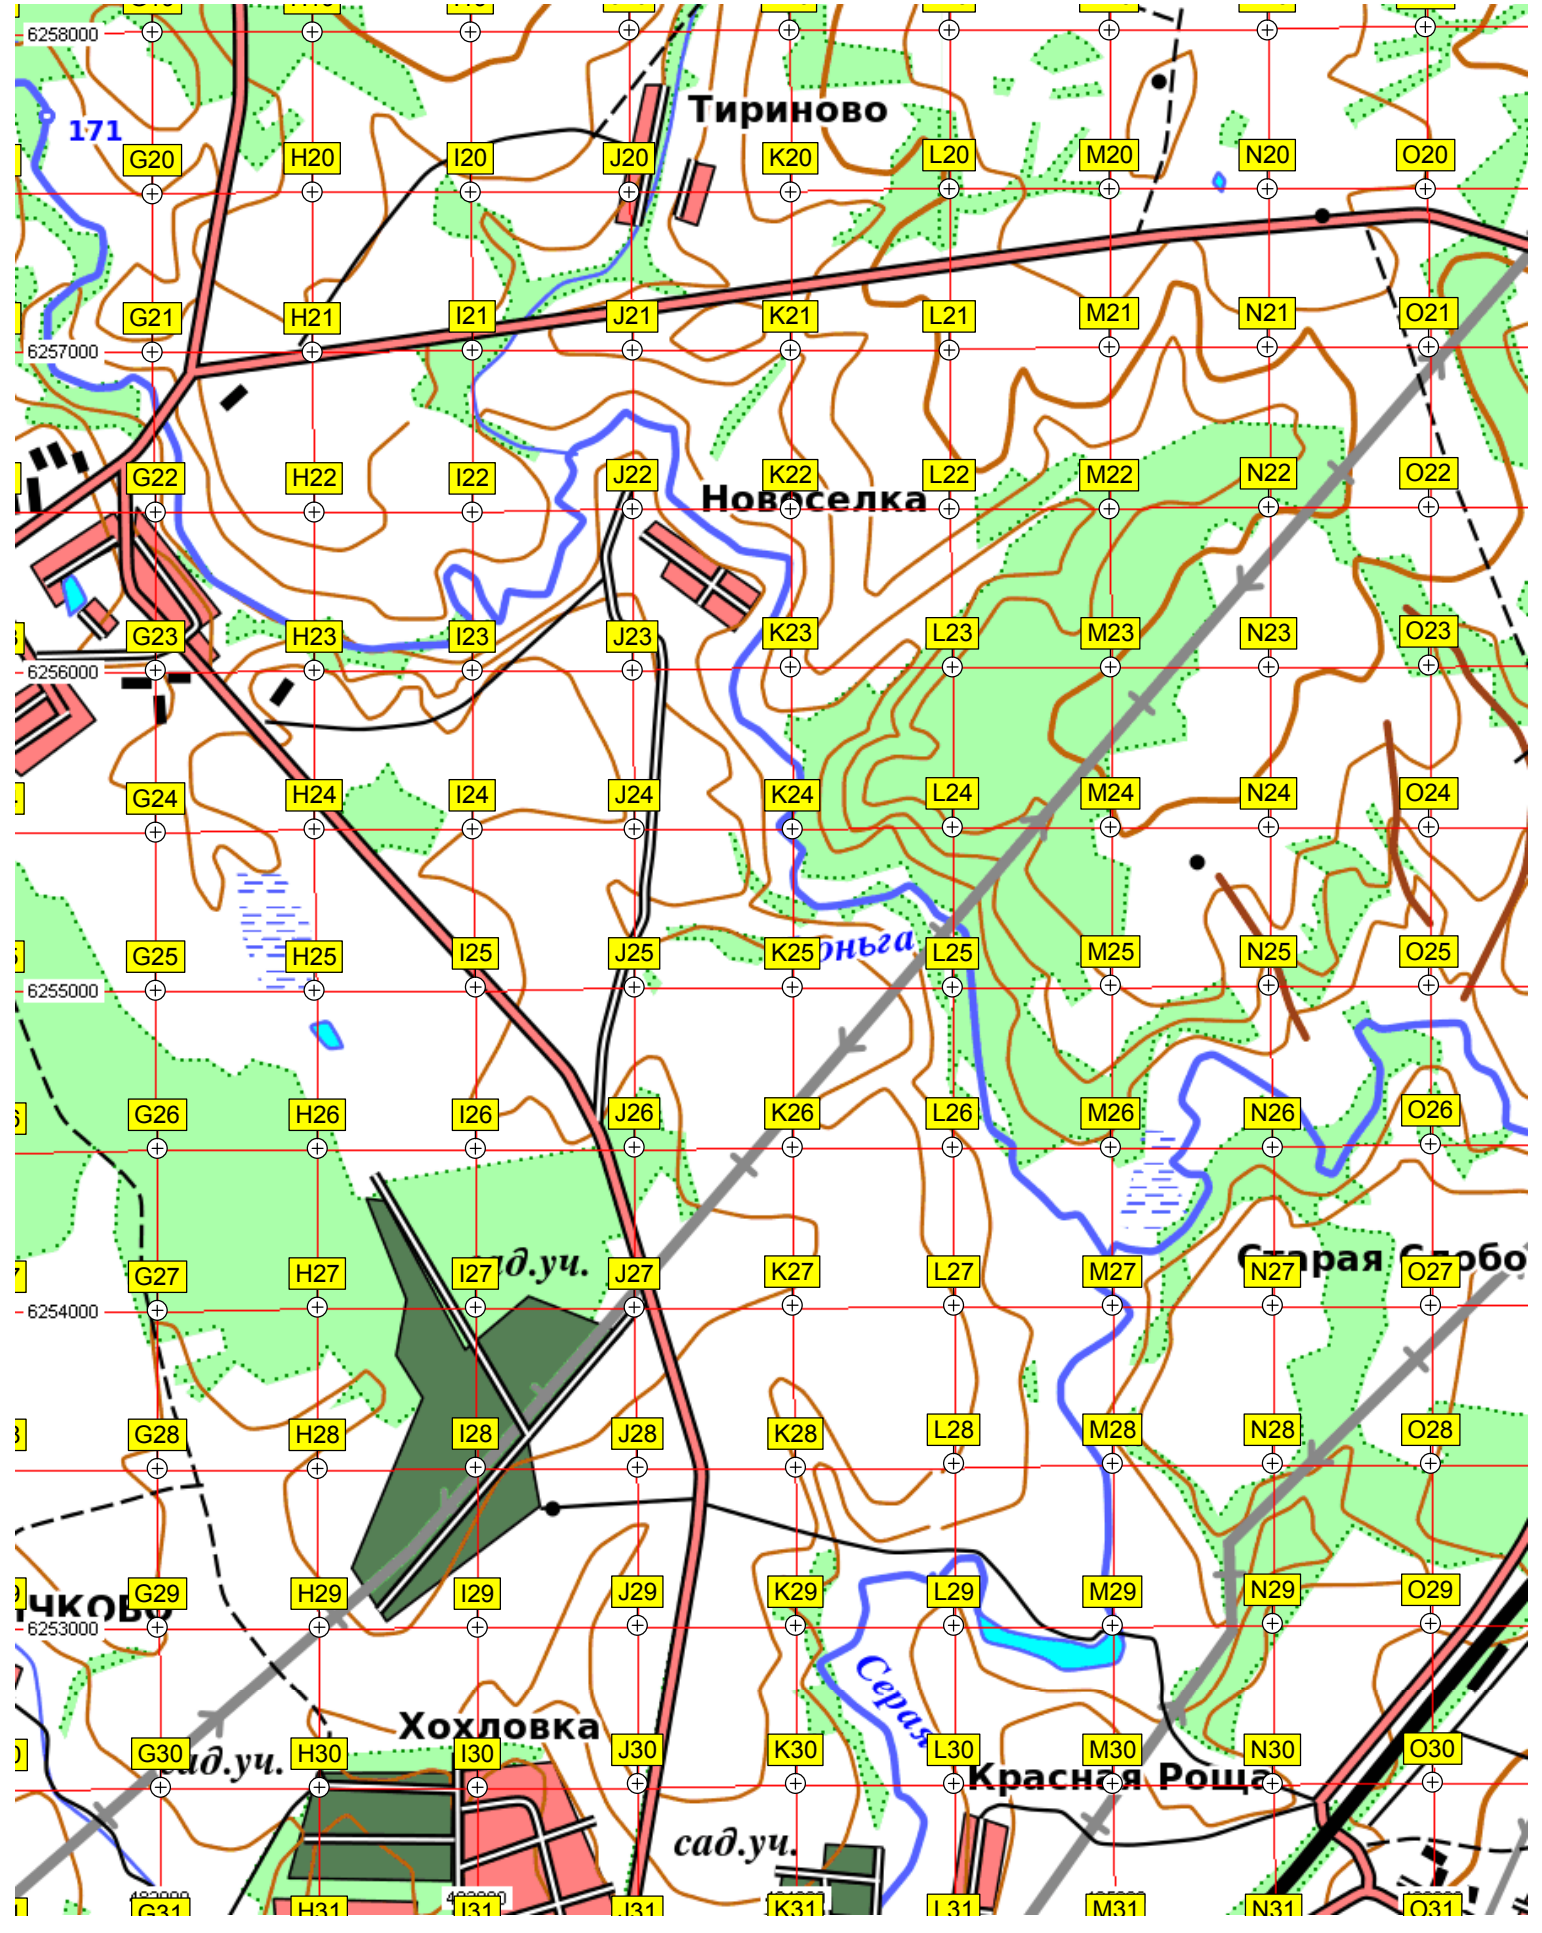 6258000
Тириново
171
G20 H20 I20 J20 K20 L20 M20 N20 O20
G21 H21 I21 J21 K21 L21 M21 N21 O21
6257000
G22 H22 I22 J22 K22 L22 M22 N22 O22
Новоселка
G23 H23 I23 J23 K23 L23 M23 N23 O23
6256000
G24 H24 I24 J24 K24 L24 M24 N24 O24
оньга
G25 H25 I25 J25 K25 L25 M25 N25 O25
6255000
G26 H26 I26 J26 K26 L26 M26 N26 O26
Старая Слобо
ад.уч.
G27 H27 I27 J27 K27 L27 M27 N27 O27
6254000
G28 H28 I28 J28 K28 L28 M28 N28 O28
G29 H29 I29 J29 K29 L29 M29 N29 O29
чково
6253000
Серая
Хохловка
сад.уч.
G30 H30 I30 J30 K30 L30 M30 N30 O30
Красная Роща
сад.уч.
G31 H31 I31 J31 K31 L31 M31 N31 O31